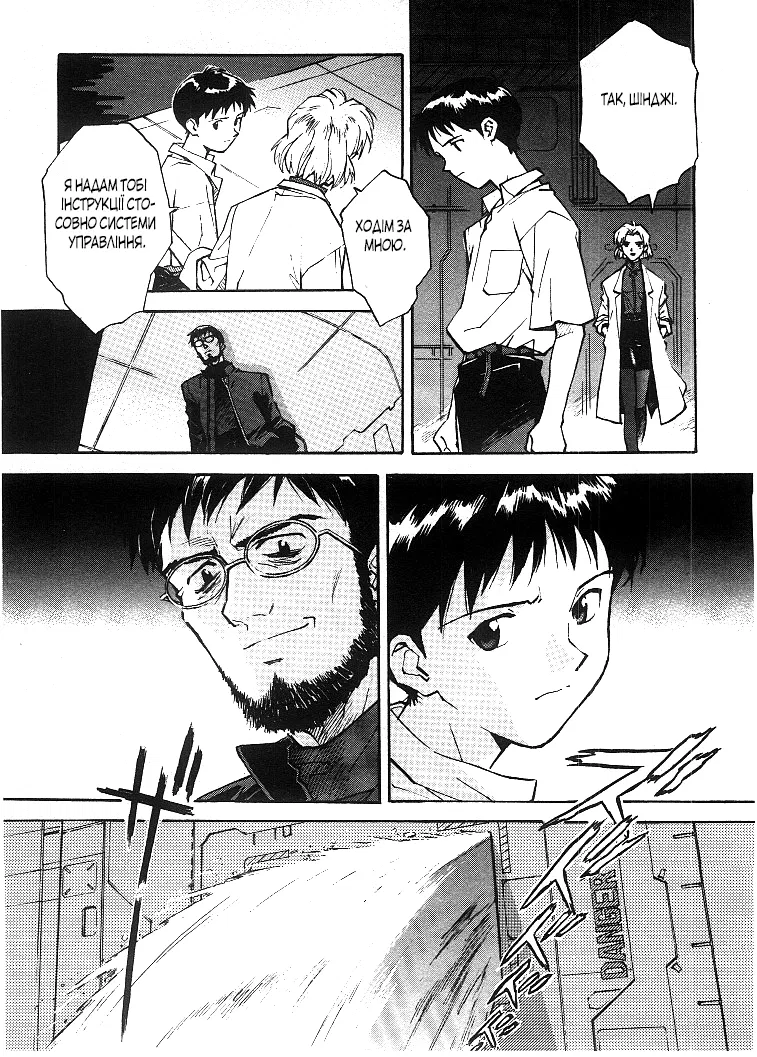 ТАК, ШІНДЖІ.
ХОДІМ ЗА
МНОЮ.
Я НАДАМ ТОБІ
ІНСТРУКЦІЇ СТО-
СОВНО СИСТЕМИ
УПРАВЛІННЯ.
DANGER